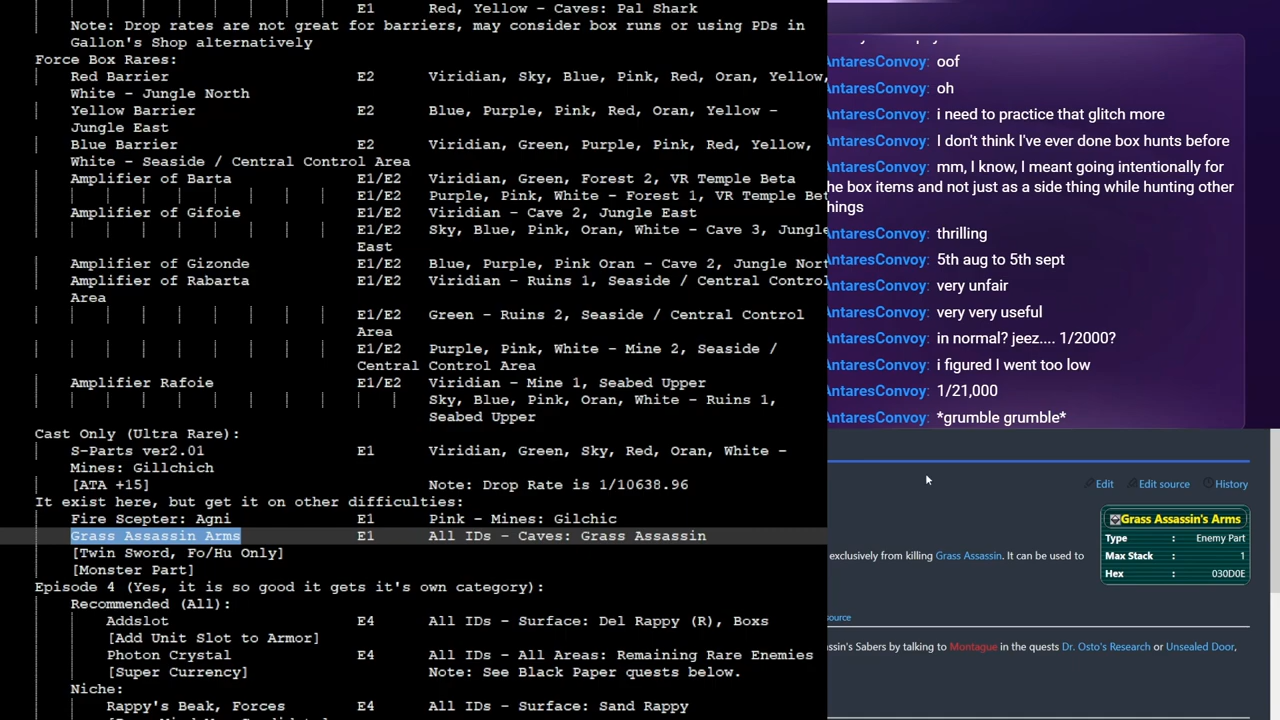 E1 Red, Yellow - Caves: Pal Shark
Note: Drop rates are not great for barriers, may consider box runs or using PDs in
Gallon's Shop alternatively
Force Box Rares:
Red Barrier E2 Viridian, Sky, Blue, Pink, Red, Oran, Yellow,
White - Jungle North
Yellow Barrier E2 Blue, Purple, Pink, Red, Oran, Yellow -
Jungle East
Blue Barrier E2 Viridian, Green, Purple, Pink, Red, Yellow,
White - Seaside / Central Control Area
Amplifier of Barta E1/E2 Viridian, Green, Forest 2, VR Temple Beta
E1/E2 Purple, Pink, White - Forest 1, VR Temple Bet
Amplifier of Gifoie E1/E2 Viridian - Cave 2, Jungle East
E1/E2 Sky, Blue, Pink, Oran, White - Cave 3, Jungle
East
Amplifier of Gizonde E1/E2 Blue, Purple, Pink Oran - Cave 2, Jungle Nort
Amplifier of Rabarta E1/E2 Viridian - Ruins 1, Seaside / Central Control
Area
E1/E2 Green - Ruins 2, Seaside / Central Control
Area
E1/E2 Purple, Pink, White - Mine 2, Seaside /
Central Control Area
Amplifier Rafoie E1/E2 Viridian - Mine 1, Seabed Upper
Sky, Blue, Pink, Oran, White - Ruins 1,
Seabed Upper
Cast Only (Ultra Rare):
S-Parts ver2.01 E1 Viridian, Green, Sky, Red, Oran, White -
Mines: Gillchich
[ATA +15] Note: Drop Rate is 1/10638.96
It exist here, but get it on other difficulties:
Fire Scepter: Agni E1 Pink - Mines: Gilchic
Grass Assassin Arms E1 All IDs - Caves: Grass Assassin
[Twin Sword, Fo/Hu Only]
[Monster Part]
Episode 4 (Yes, it is so good it gets it's own category):
Recommended (All):
Addslot E4 All IDs - Surface: Del Rappy (R), Boxs
[Add Unit Slot to Armor]
Photon Crystal E4 All IDs - All Areas: Remaining Rare Enemies
[Super Currency] Note: See Black Paper quests below.
Niche:
Rappy's Beak, Forces E4 All IDs - Surface: Sand Rappy
AntaresConvoy: oof
AntaresConvoy: oh
AntaresConvoy: i need to practice that glitch more
AntaresConvoy: I don't think I've ever done box hunts before
AntaresConvoy: mm, I know, I meant going intentionally for
he box items and not just as a side thing while hunting other
hings
AntaresConvoy: thrilling
AntaresConvoy: 5th aug to 5th sept
AntaresConvoy: very unfair
AntaresConvoy: very very useful
AntaresConvoy: in normal? jeez.... 1/2000?
AntaresConvoy: i figured I went too low
AntaresConvoy: 1/21,000
AntaresConvoy: *grumble grumble*
Edit Edit source History
Grass Assassin's Arms
Type : Enemy Part
Max Stack : 1
Hex : 030D0E
exclusively from killing Grass Assassin. It can be used to
source
ssin's Sabers by talking to Montague in the quests Dr. Osto's Research or Unsealed Door,